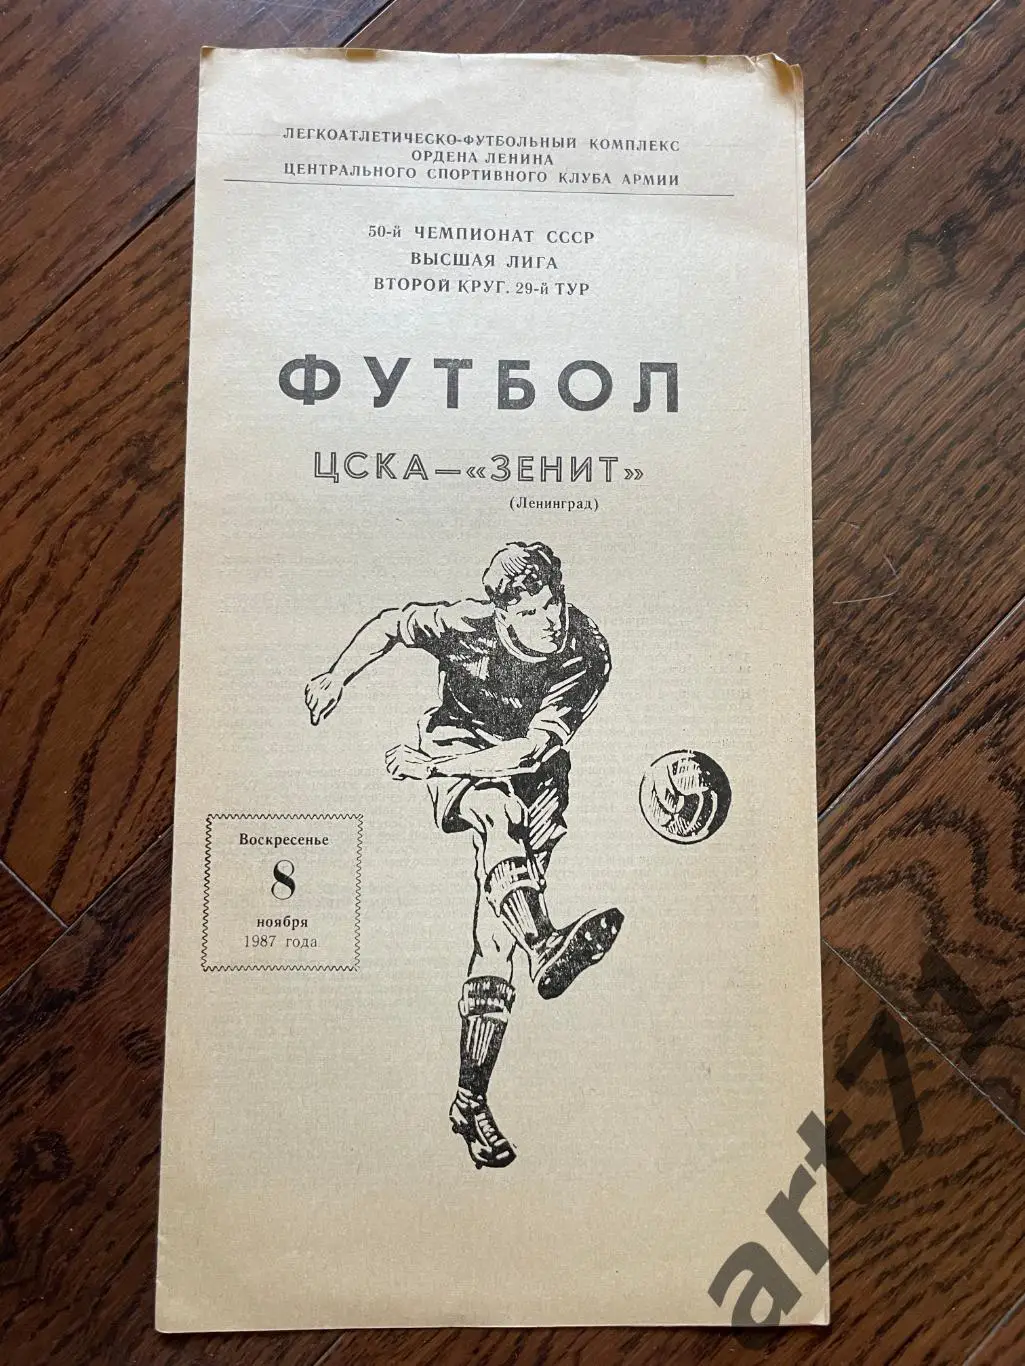 ЛЕГКОАТЛЕТИЧЕСКО-ФУТБОЛЬНЫЙ КОМПЛЕКС
ОРДЕНА ЛЕНИНА
ЦЕНТРАЛЬНОГО СПОРТИВНОГО КЛУБА АРМИИ
50-й ЧЕМПИОНАТ СССР
ВЫСШАЯ ЛИГА
ВТОРОЙ КРУГ. 29-й ТУР
ФУТБОЛ
ЦСКА—«ЗЕНИТ»
(Ленинград)
Воскресенье
8
ноября
1987 года
art71